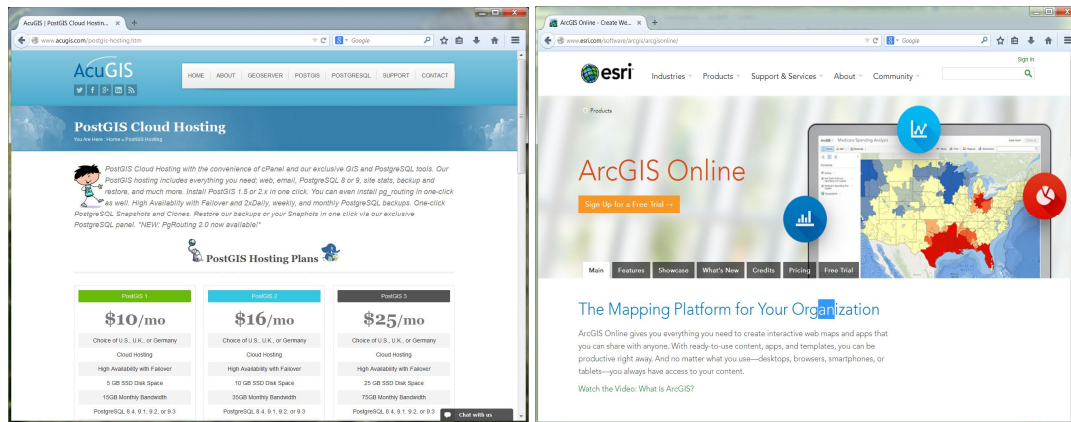 AcuGIS | PostGIS Cloud Hostin...
www.acugis.com/postgis-hosting.htm
Google
AcuGIS
HOME ABOUT GEOSERVER POSTGIS POSTGRESQL SUPPORT CONTACT
PostGIS Cloud Hosting
You Are Here : Home » PostGIS Hosting
PostGIS Cloud Hosting with the convenience of cPanel and our exclusive GIS and PostgreSQL tools. Our
PostGIS hosting includes everything you need; web, email, PostgreSQL 8 or 9, site stats, backup and
restore, and much more. Install PostGIS 1.5 or 2.x in one click. You can even install pg_routing in one-click
as well. High Availablity with Failover and 2xDaily, weekly, and monthly PostgreSQL backups. One-click
PostgreSQL Snapshots and Clones. Restore our backups or your Snaphots in one click via our exclusive
PostgreSQL panel. "NEW: PgRouting 2.0 now available!"
PostGIS Hosting Plans
PostGIS 1 PostGIS 2 PostGIS 3
$10/mo $16/mo $25/mo
Choice of U.S., U.K., or Germany Choice of U.S., U.K., or Germany Choice of U.S., U.K., or Germany
Cloud Hosting Cloud Hosting Cloud Hosting
High Availability with Failover High Availability with Failover High Availability with Failover
5 GB SSD Disk Space 10 GB SSD Disk Space 25 GB SSD Disk Space
15GB Monthly Bandwidth 35GB Monthly Bandwidth 75GB Monthly Bandwidth
PostgreSQL 8.4, 9.1, 9.2, or 9.3 PostgreSQL 8.4, 9.1, 9.2, or 9.3 PostgreSQL 8.4, 9.1, 9.2, or 9.3
Chat with us
ArcGIS Online - Create We...
www.esri.com/software/arcgis/arcgisonline/
Google
Sign In
esri
Industries Products Support & Services About Community
Products
Medicare Spending Analysis
ArcGIS Online
Sign Up for a Free Trial →
Main Features Showcase What's New Credits Pricing Free Trial
The Mapping Platform for Your Organization
ArcGIS Online gives you everything you need to create interactive web maps and apps that
you can share with anyone. With ready-to-use content, apps, and templates, you can be
productive right away. And no matter what you use—desktops, browsers, smartphones, or
tablets—you always have access to your content.
Watch the Video: What Is ArcGIS?